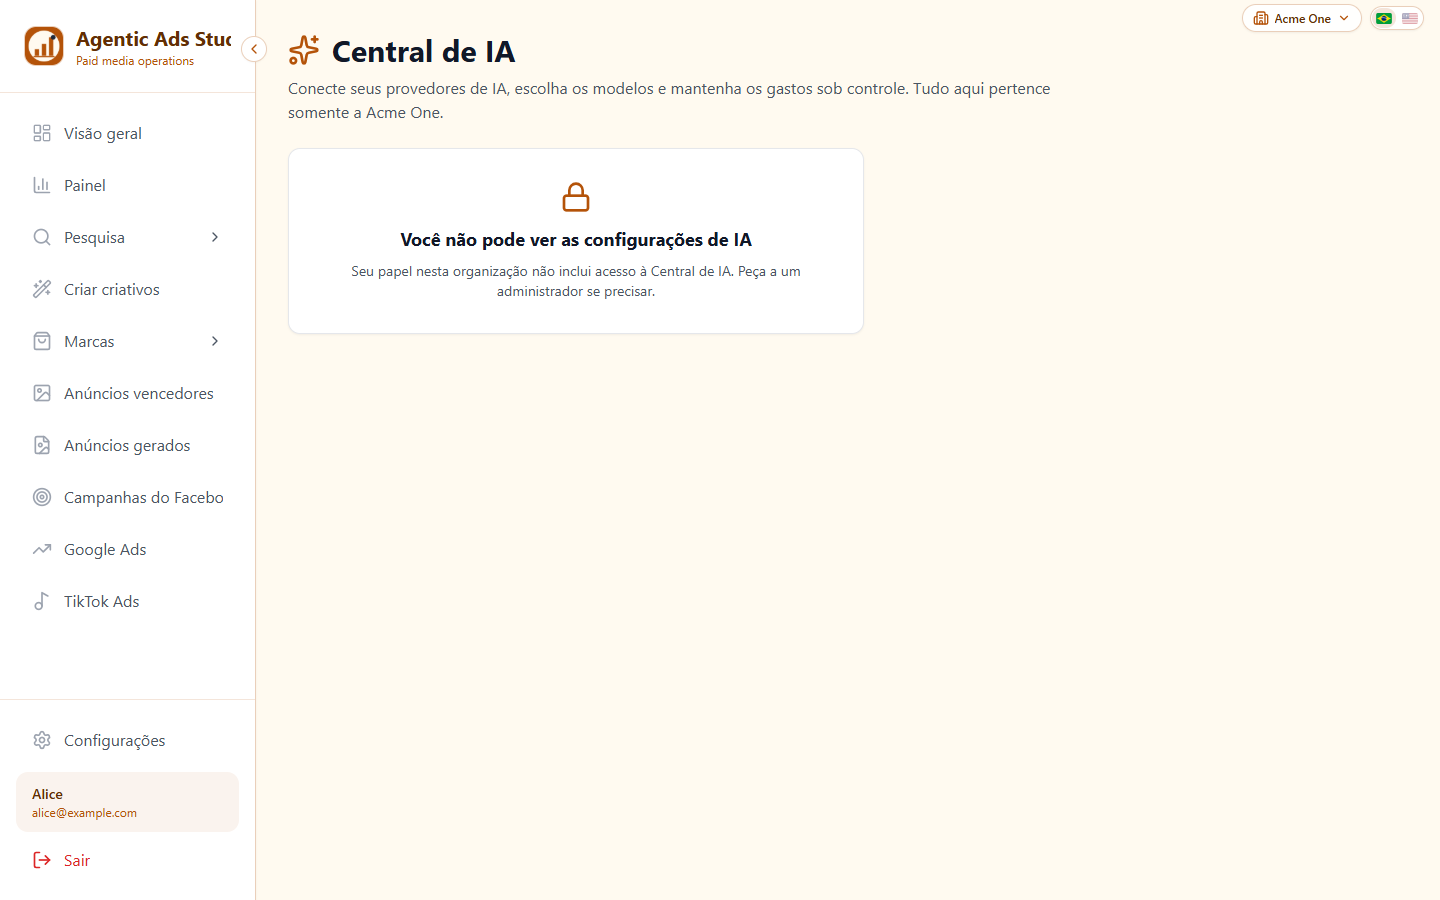 Agentic Ads Stu
Paid media operations
Visão geral
Painel
Pesquisa
Criar criativos
Marcas
Anúncios vencedores
Anúncios gerados
Campanhas do Facebo
Google Ads
TikTok Ads
Configurações
Alice
alice@example.com
Sair
Acme One
Central de IA
Conecte seus provedores de IA, escolha os modelos e mantenha os gastos sob controle. Tudo aqui pertence
somente a Acme One.
Você não pode ver as configurações de IA
Seu papel nesta organização não inclui acesso à Central de IA. Peça a um
administrador se precisar.